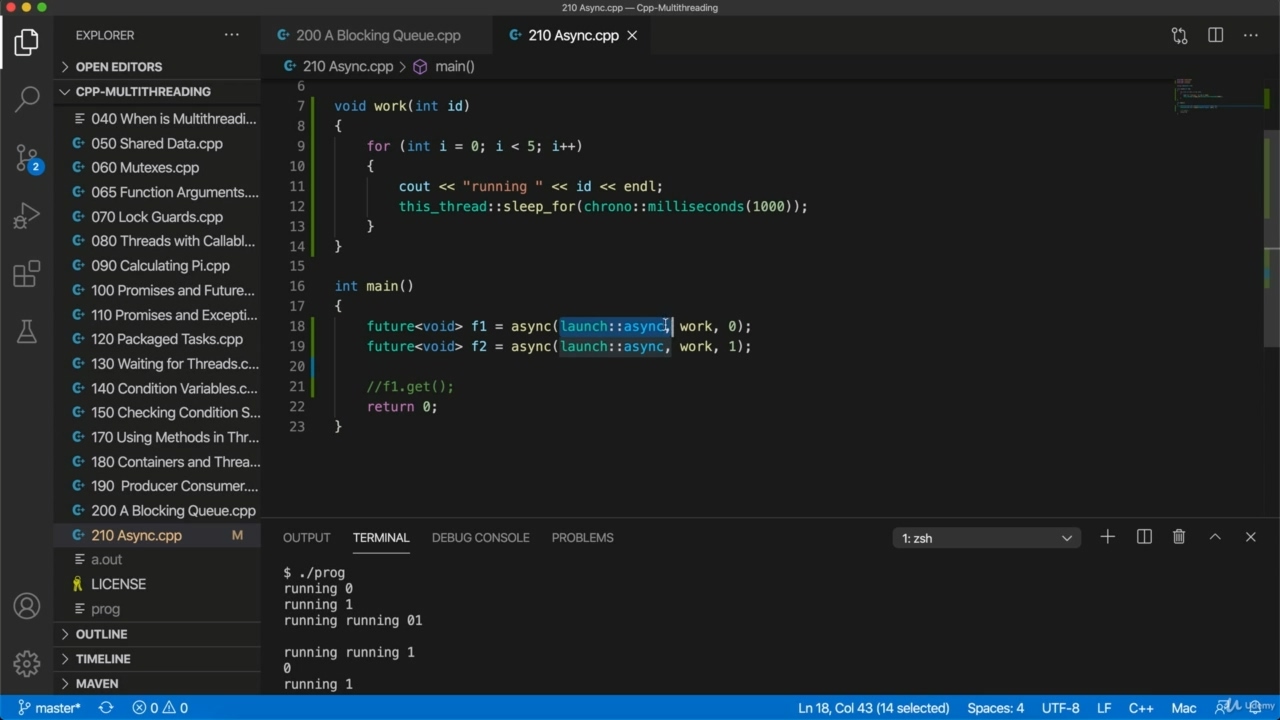 210 Async.cpp — Cpp-Multithreading
EXPLORER
200 A Blocking Queue.cpp
210 Async.cpp
OPEN EDITORS
210 Async.cpp > main()
CPP-MULTITHREADING
040 When is Multithreadi...
050 Shared Data.cpp
060 Mutexes.cpp
065 Function Arguments....
070 Lock Guards.cpp
080 Threads with Callabl...
090 Calculating Pi.cpp
100 Promises and Future...
110 Promises and Excepti...
120 Packaged Tasks.cpp
130 Waiting for Threads.c...
140 Condition Variables.c...
150 Checking Condition S...
170 Using Methods in Thr...
180 Containers and Threa...
190 Producer Consumer....
200 A Blocking Queue.cpp
210 Async.cpp M
a.out
LICENSE
prog
OUTLINE
TIMELINE
MAVEN
2
6
7 void work(int id)
8 {
9 for (int i = 0; i < 5; i++)
10 {
11 cout << "running " << id << endl;
12 this_thread::sleep_for(chrono::milliseconds(1000));
13 }
14 }
15
16 int main()
17 {
18 future<void> f1 = async(launch::async, work, 0);
19 future<void> f2 = async(launch::async, work, 1);
20
21 //f1.get();
22 return 0;
23 }
OUTPUT TERMINAL DEBUG CONSOLE PROBLEMS 1: zsh
$ ./prog
running 0
running 1
running running 01
running running 1
0
running 1
master* 0 0 Ln 18, Col 43 (14 selected) Spaces: 4 UTF-8 LF C++ Mac
Udemy